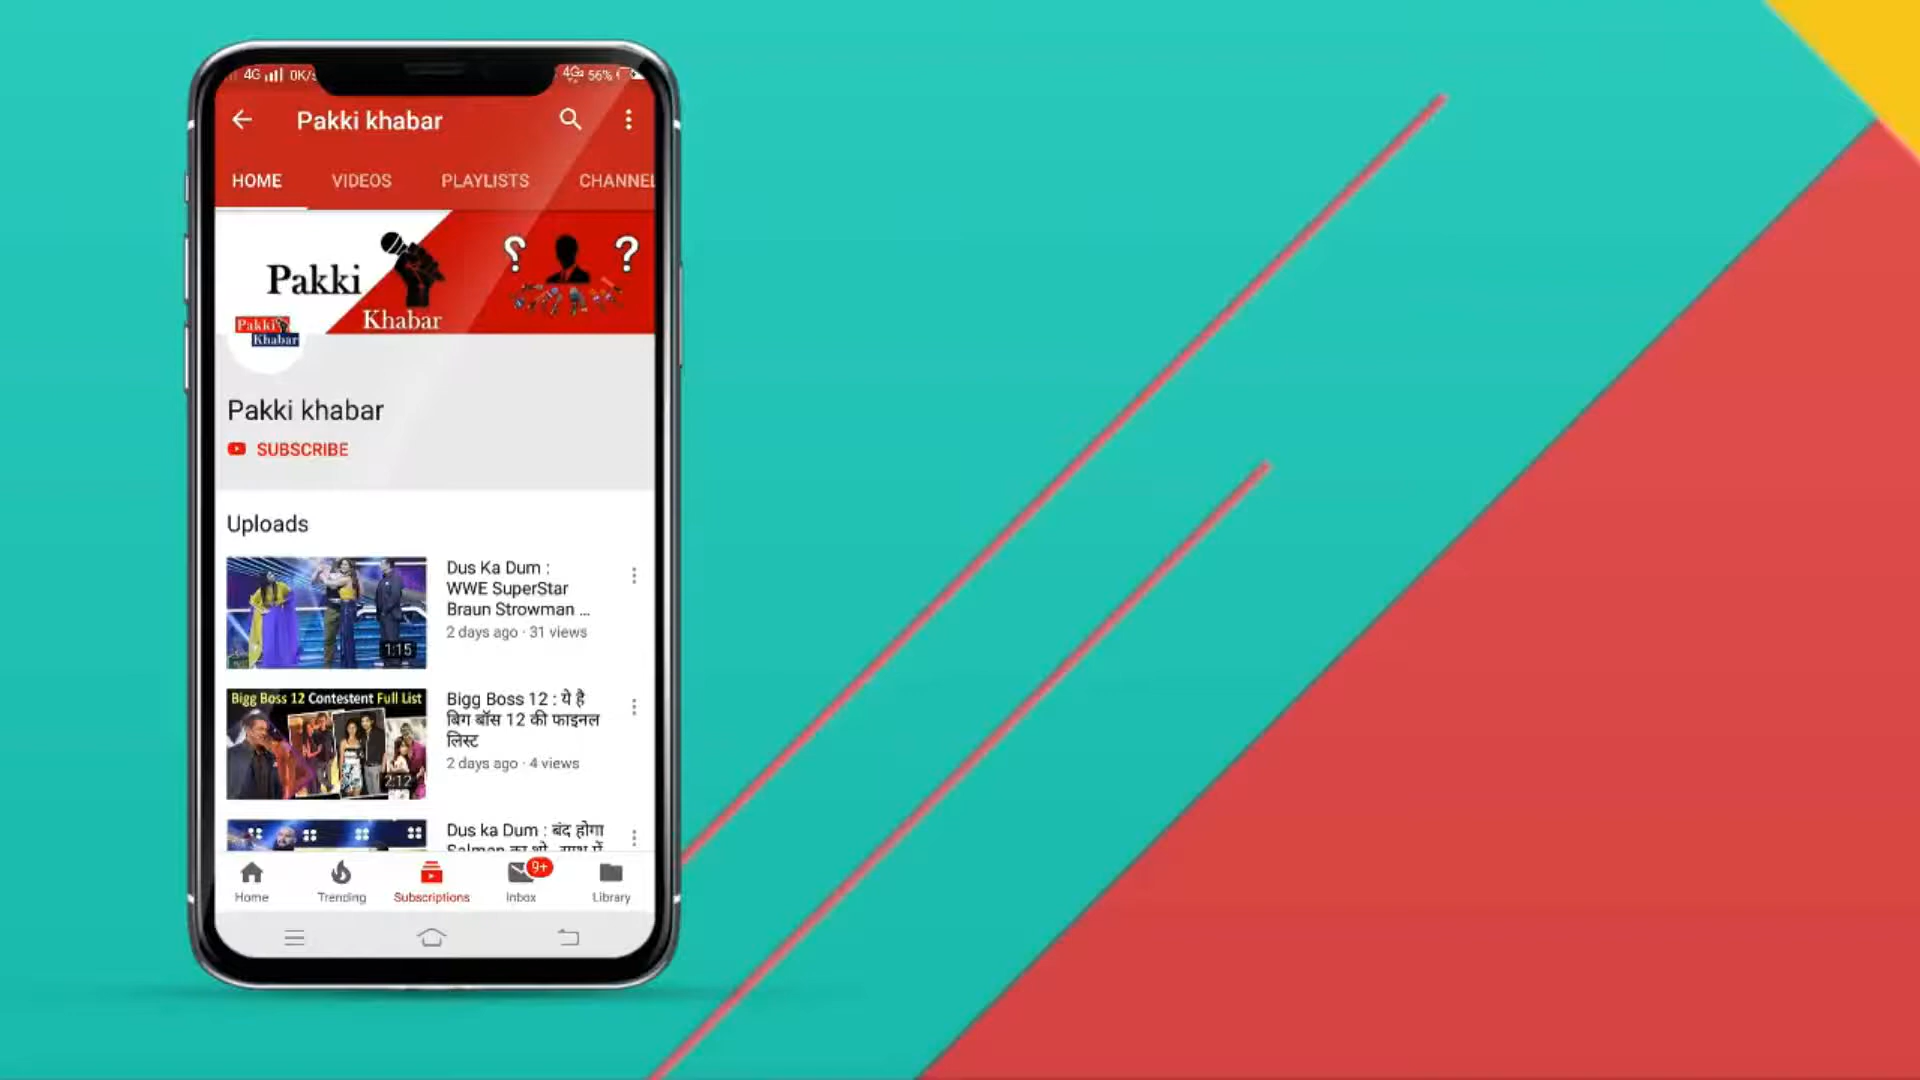 4G 0K/s 4G 56%
Pakki khabar
HOME VIDEOS PLAYLISTS CHANNEL
Pakki
Khabar
? ?
Pakki
Khabar
Pakki khabar
SUBSCRIBE
Uploads
Dus Ka Dum :
WWE SuperStar
Braun Strowman ...
2 days ago · 31 views
1:15
Bigg Boss 12 Contestent Full List
Bigg Boss 12 : ये है
बिग बॉस 12 की फाइनल
लिस्ट
2 days ago · 4 views
2:12
Dus ka Dum : बंद होगा
Salman का शो
9+
Home Trending Subscriptions Inbox Library